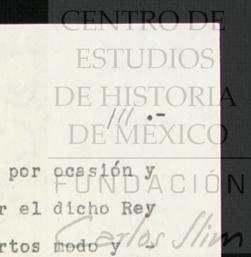 CENTRO DE
ESTUDIOS
DE HISTORIA
DE MÉXICO
/// .-
por ocasión y
FUNDACIÓN
r el dicho Rey
Carlos Slim
rtos modo y -